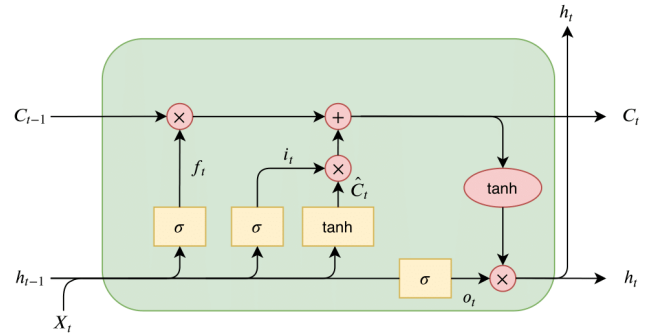 h_t
C_{t-1}
×
+
C_t
f_t
i_t
×
Ĉ_t
tanh
σ
σ
tanh
h_{t-1}
σ
o_t
×
h_t
X_t